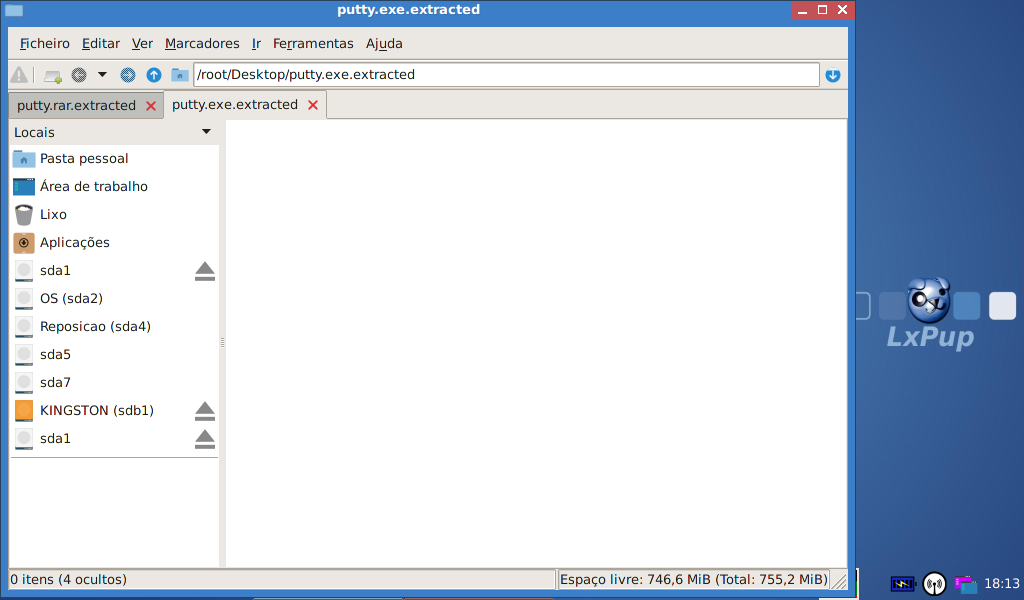 putty.exe.extracted
Ficheiro Editar Ver Marcadores Ir Ferramentas Ajuda
/root/Desktop/putty.exe.extracted
putty.rar.extracted putty.exe.extracted
Locais
Pasta pessoal
Área de trabalho
Lixo
Aplicações
sda1
OS (sda2)
Reposicao (sda4)
sda5
sda7
KINGSTON (sdb1)
sda1
LxPup
0 itens (4 ocultos) Espaço livre: 746,6 MiB (Total: 755,2 MiB)
18:13